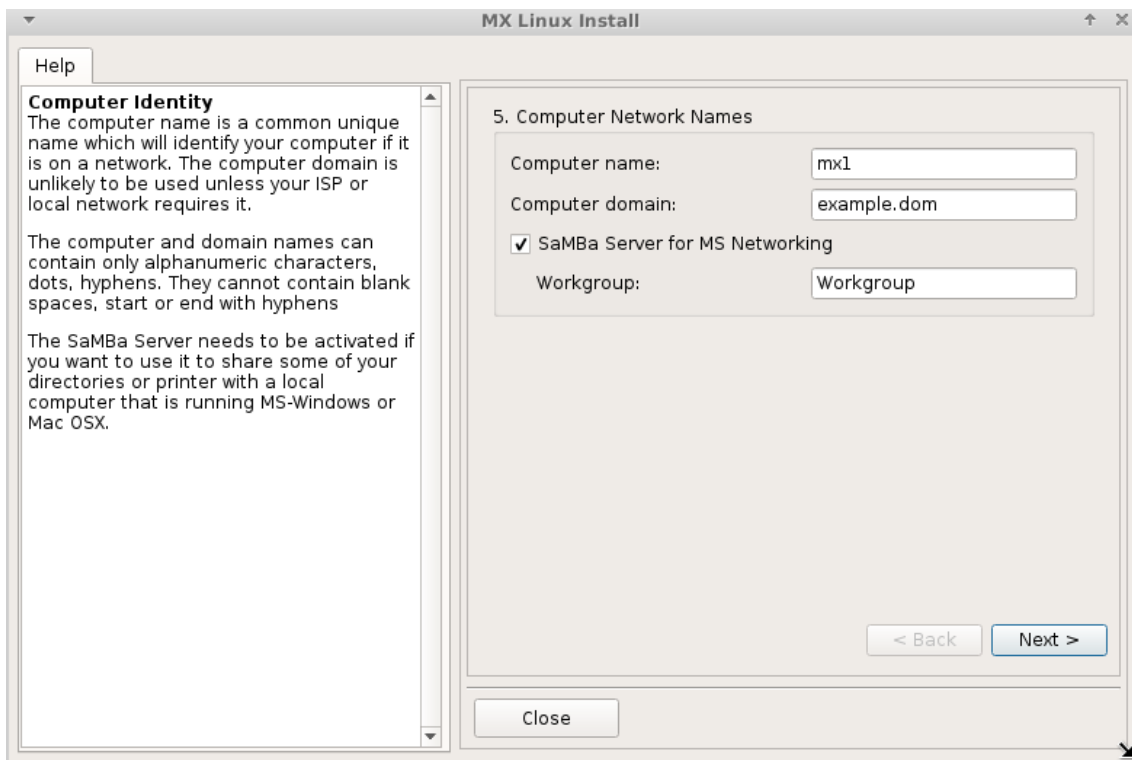 MX Linux Install
Help
Computer Identity
The computer name is a common unique
name which will identify your computer if it
is on a network. The computer domain is
unlikely to be used unless your ISP or
local network requires it.
The computer and domain names can
contain only alphanumeric characters,
dots, hyphens. They cannot contain blank
spaces, start or end with hyphens
The SaMBa Server needs to be activated if
you want to use it to share some of your
directories or printer with a local
computer that is running MS-Windows or
Mac OSX.
5. Computer Network Names
Computer name: mx1
Computer domain: example.dom
SaMBa Server for MS Networking
Workgroup: Workgroup
< Back Next >
Close